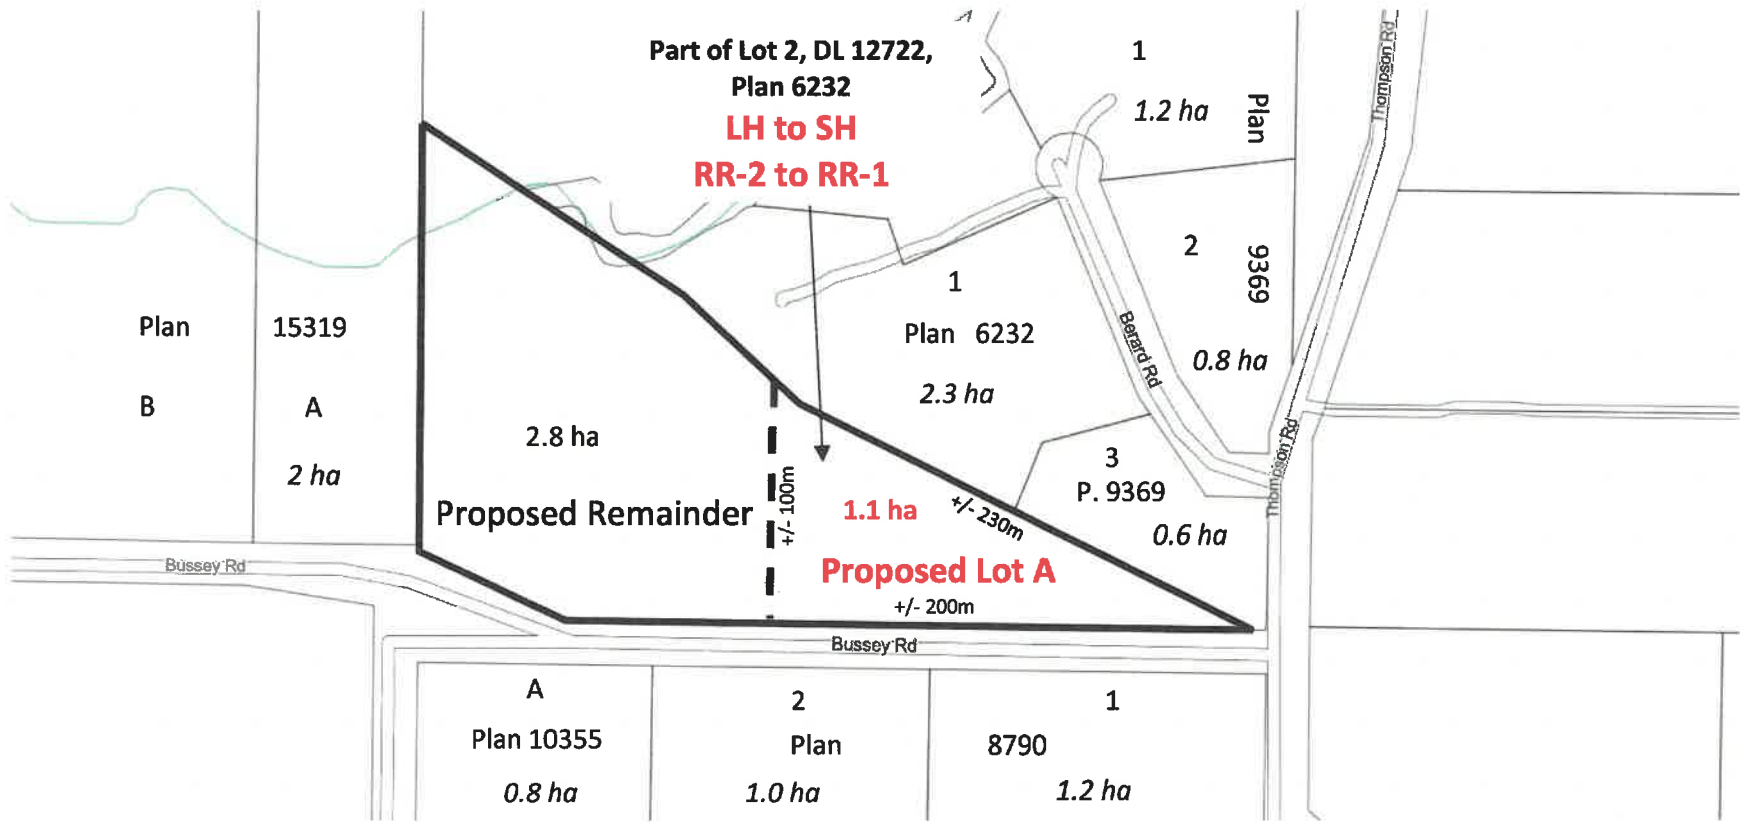 Part of Lot 2, DL 12722,
Plan 6232
LH to SH
RR-2 to RR-1
1
1.2 ha
Plan
Thompson Rd
2
9369
0.8 ha
Berard Rd
1
Plan 6232
2.3 ha
Plan
15319
B
A
2 ha
2.8 ha
Proposed Remainder
+/- 100m
1.1 ha
+/- 230m
Proposed Lot A
+/- 200m
3
P. 9369
0.6 ha
Thompson Rd
Bussey Rd
Bussey Rd
A
Plan 10355
0.8 ha
2
Plan
1.0 ha
1
8790
1.2 ha